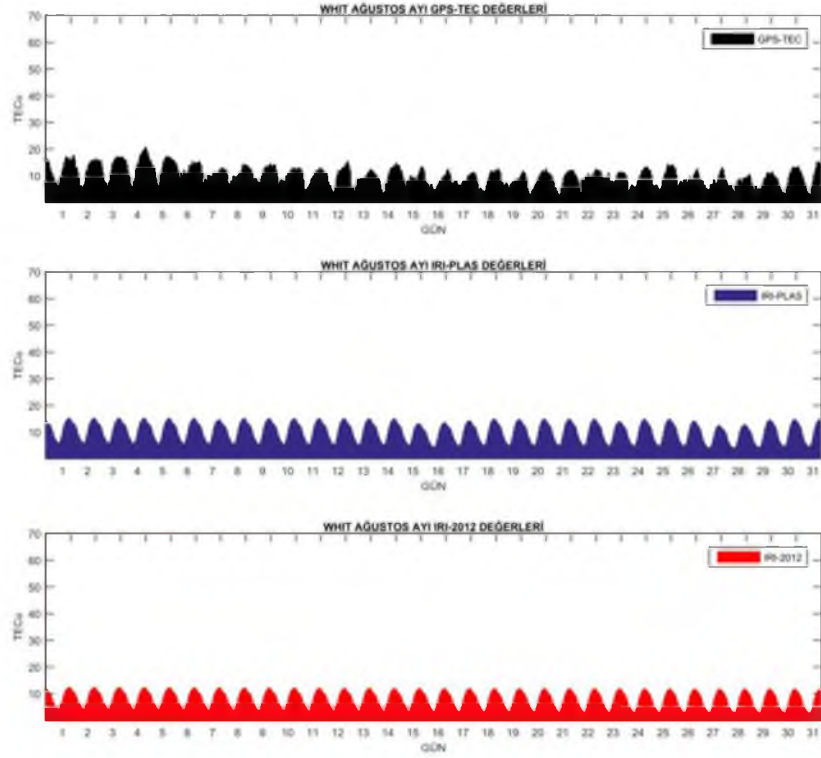 WHIT AĞUSTOS AYI GPS-TEC DEĞERLERİ
70
60
50
40
30
20
10
TECu
GPS-TEC
1 2 3 4 5 6 7 8 9 10 11 12 13 14 15 16 17 18 19 20 21 22 23 24 25 26 27 28 29 30 31
GÜN
WHIT AĞUSTOS AYI IRI-PLAS DEĞERLERİ
70
60
50
40
30
20
10
TECu
IRI-PLAS
1 2 3 4 5 6 7 8 9 10 11 12 13 14 15 16 17 18 19 20 21 22 23 24 25 26 27 28 29 30 31
GÜN
WHIT AĞUSTOS AYI IRI-2012 DEĞERLERİ
70
60
50
40
30
20
10
TECu
IRI-2012
1 2 3 4 5 6 7 8 9 10 11 12 13 14 15 16 17 18 19 20 21 22 23 24 25 26 27 28 29 30 31
GÜN